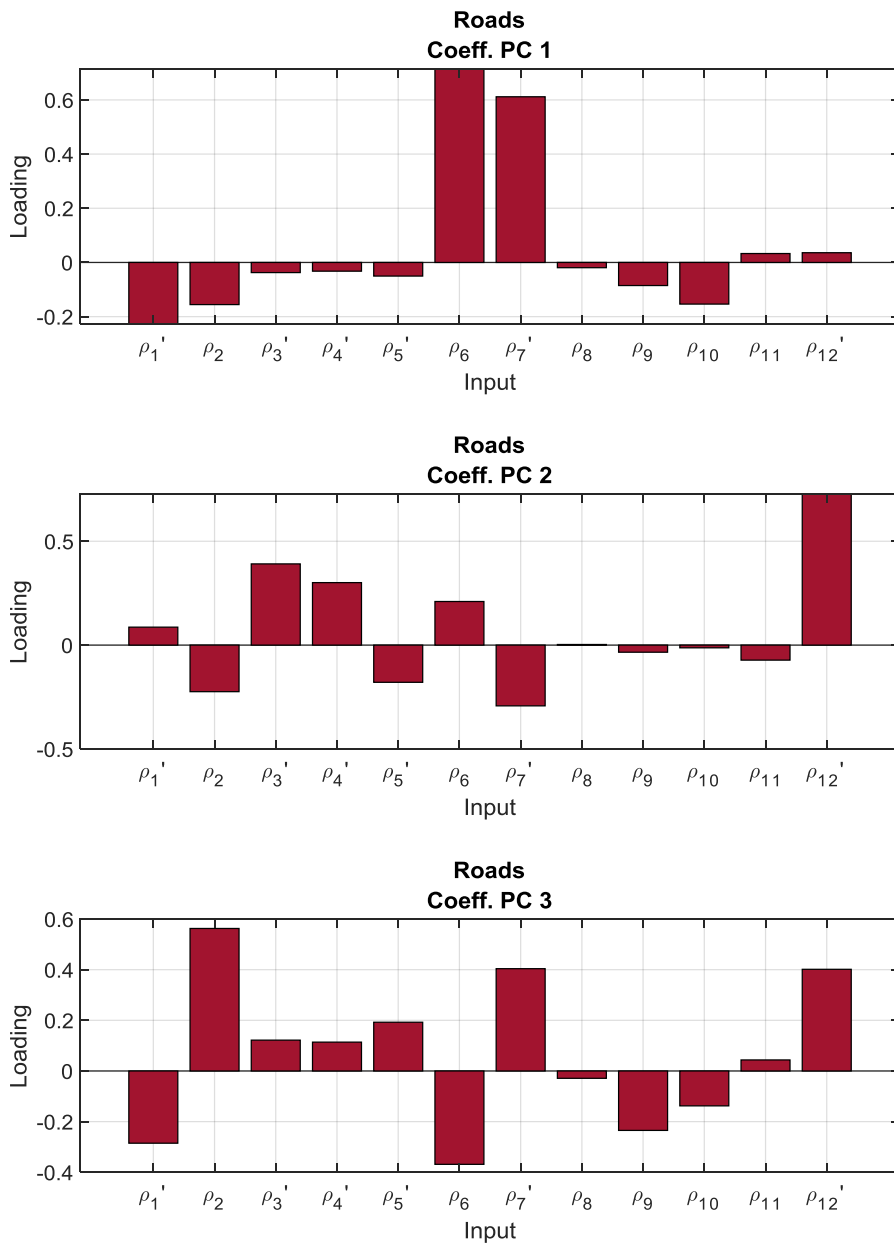 Roads
Coeff. PC 1
Loading
0.6
0.4
0.2
0
-0.2
ρ₁' ρ₂ ρ₃' ρ₄' ρ₅' ρ₆ ρ₇' ρ₈ ρ₉ ρ₁₀ ρ₁₁ ρ₁₂'
Input
Roads
Coeff. PC 2
Loading
0.5
0
-0.5
ρ₁' ρ₂ ρ₃' ρ₄' ρ₅' ρ₆ ρ₇' ρ₈ ρ₉ ρ₁₀ ρ₁₁ ρ₁₂'
Input
Roads
Coeff. PC 3
Loading
0.6
0.4
0.2
0
-0.2
-0.4
ρ₁' ρ₂ ρ₃' ρ₄' ρ₅' ρ₆ ρ₇' ρ₈ ρ₉ ρ₁₀ ρ₁₁ ρ₁₂'
Input